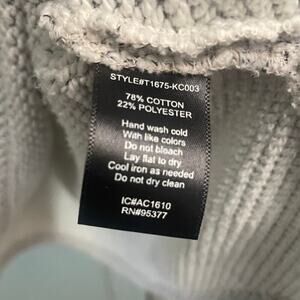 STYLE#T1675-KC003
78% COTTON
22% POLYESTER
Hand wash cold
With like colors
Do not bleach
Lay flat to dry
Cool iron as needed
Do not dry clean
IC#AC1610
RN#95377